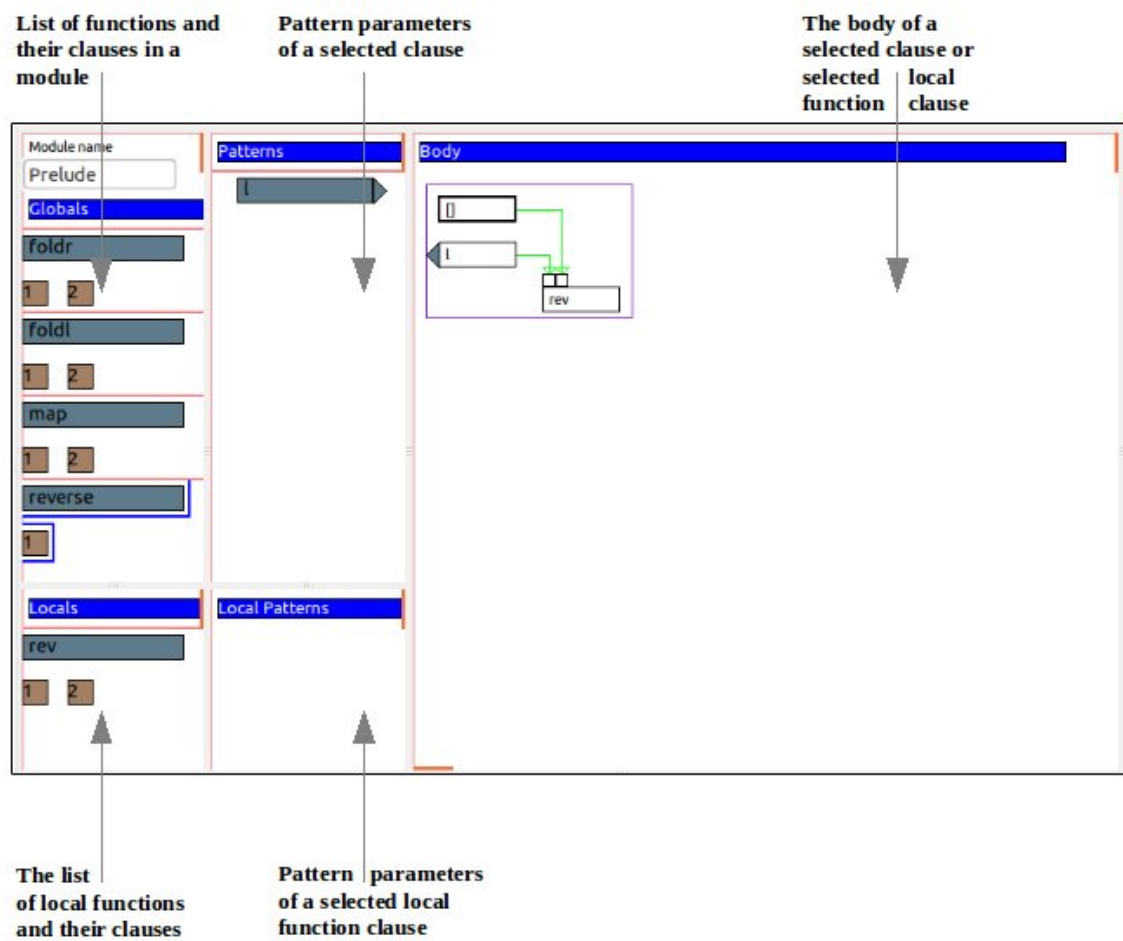 List of functions and
their clauses in a
module
Pattern parameters
of a selected clause
The body of a
selected clause or
selected local
function clause
Module name
Prelude
Globals
foldr
1 2
foldl
1 2
map
1 2
reverse
1
Patterns
l
Body
[]
l
rev
Locals
rev
1 2
Local Patterns
The list
of local functions
and their clauses
Pattern parameters
of a selected local
function clause